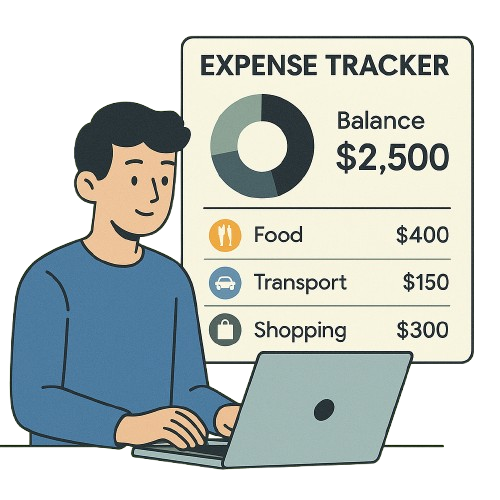 EXPENSE TRACKER
Balance
$2,500
Food $400
Transport $150
Shopping $300